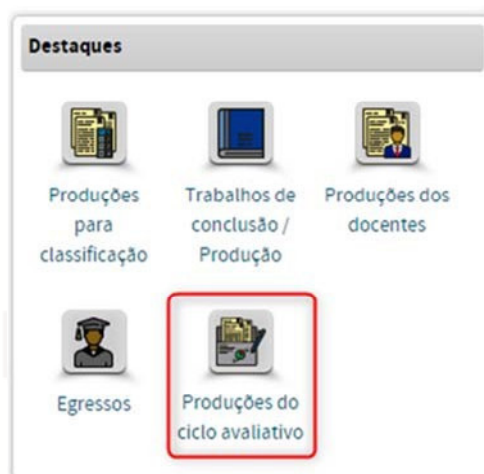 Destaques
Produções
para
classificação
Trabalhos de
conclusão /
Produção
Produções dos
docentes
Egressos
Produções do
ciclo avaliativo